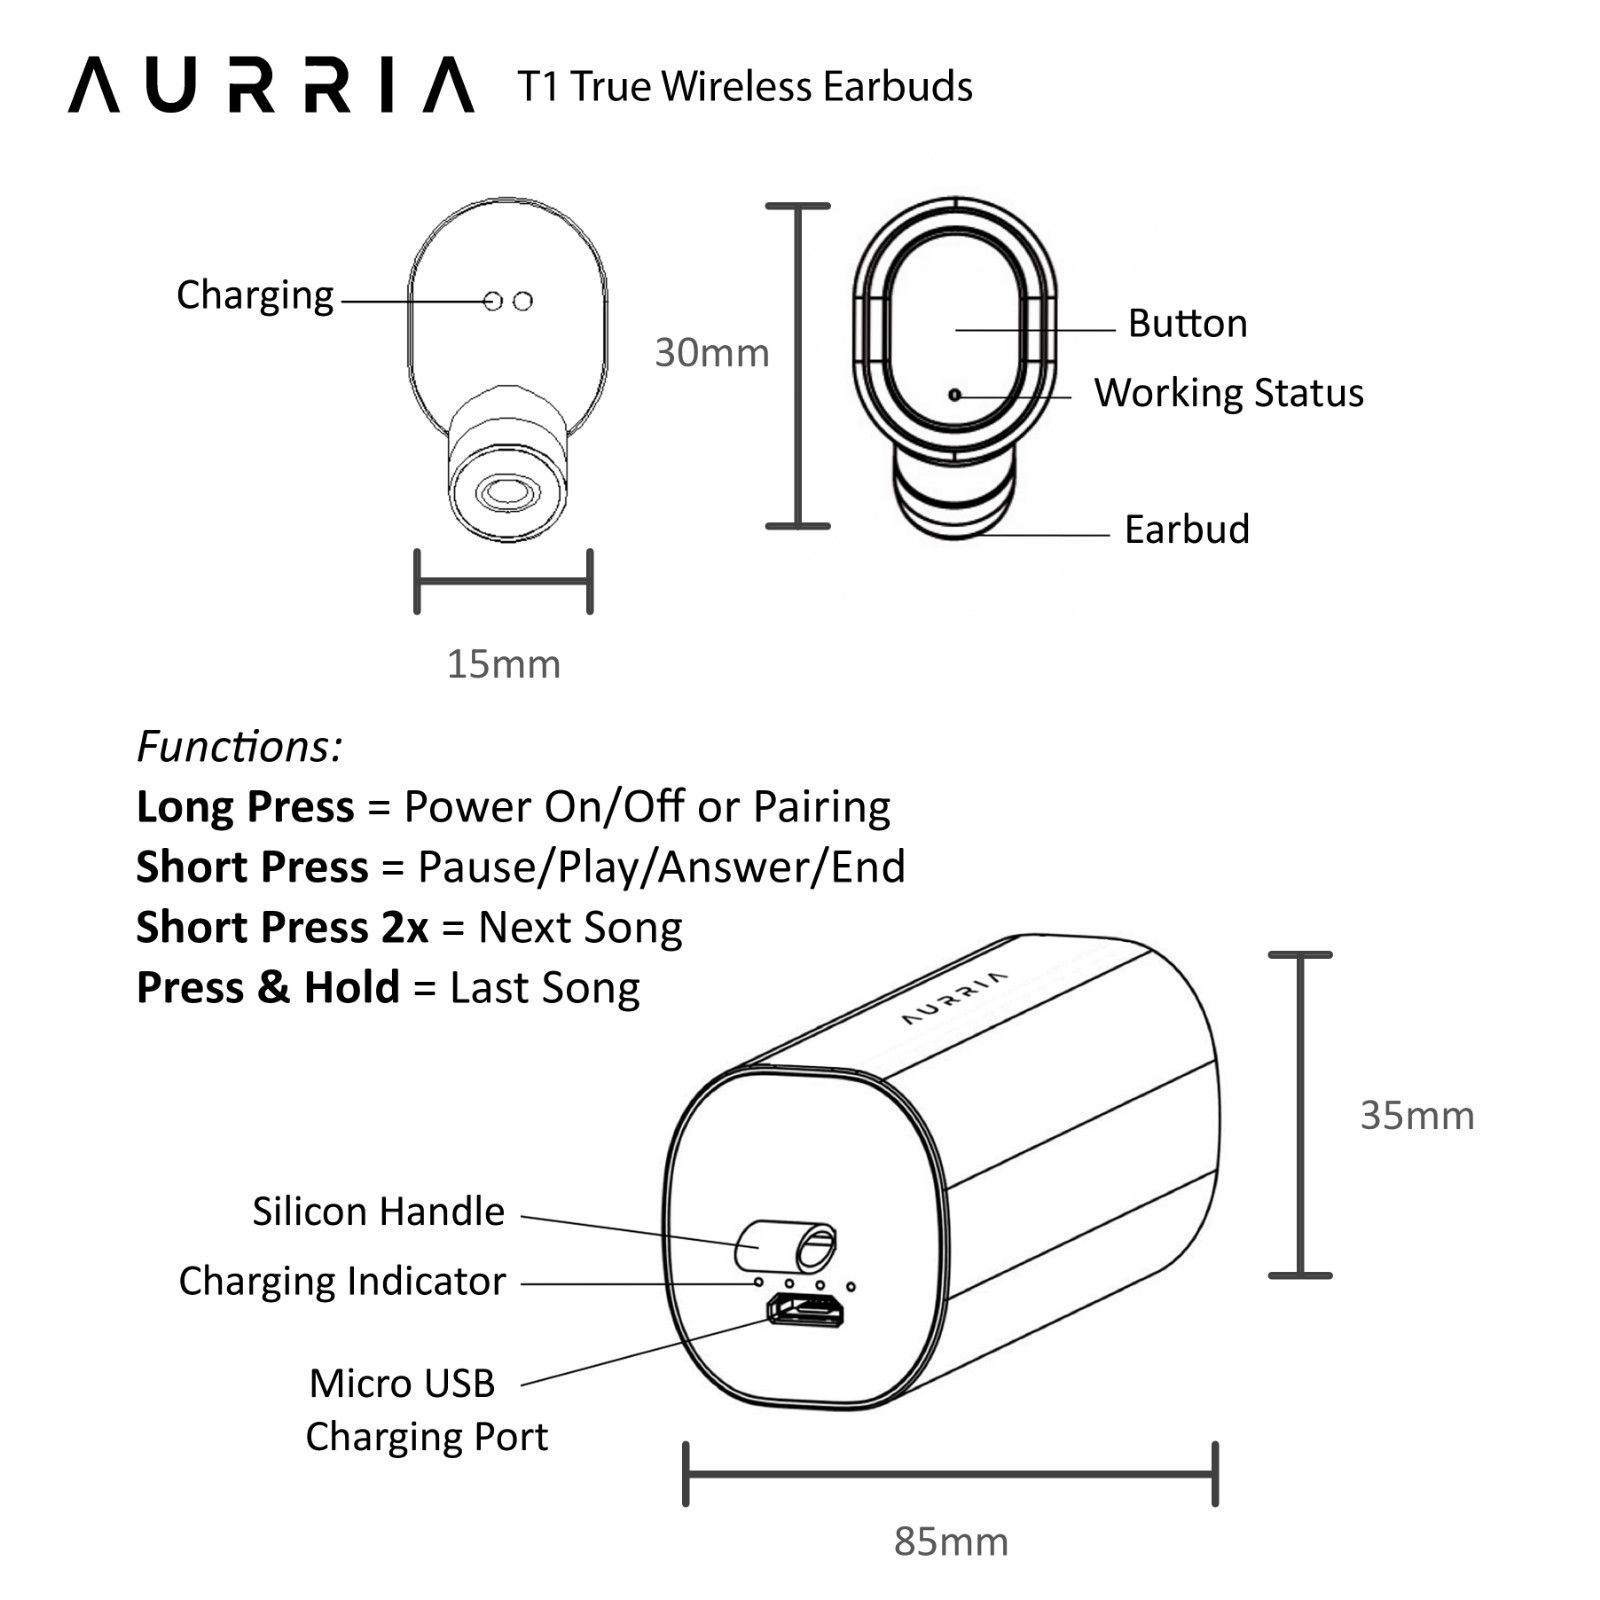 AURRIA T1 True Wireless Earbuds
Charging
30mm
Button
Working Status
Earbud
15mm
Functions:
Long Press = Power On/Off or Pairing
Short Press = Pause/Play/Answer/End
Short Press 2x = Next Song
Press & Hold = Last Song
AURRIA
35mm
Silicon Handle
Charging Indicator
Micro USB
Charging Port
85mm